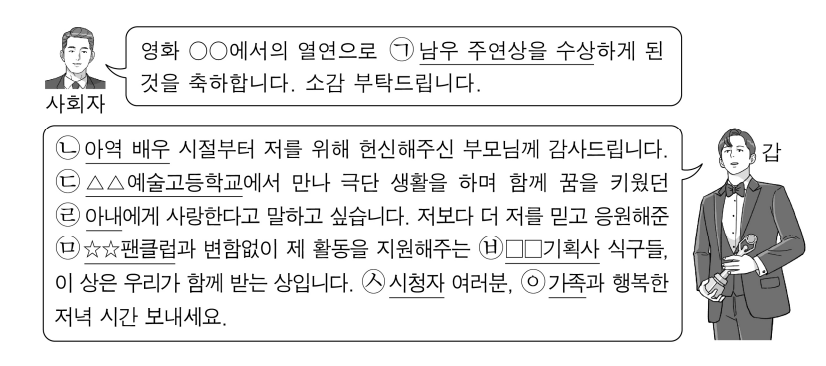 영화 ○○에서의 열연으로 ㉠남우 주연상을 수상하게 된
것을 축하합니다. 소감 부탁드립니다.
사회자
㉡아역 배우 시절부터 저를 위해 헌신해주신 부모님께 감사드립니다.
갑
㉢△△예술고등학교에서 만나 극단 생활을 하며 함께 꿈을 키웠던
㉣아내에게 사랑한다고 말하고 싶습니다. 저보다 더 저를 믿고 응원해준
㉤☆☆팬클럽과 변함없이 제 활동을 지원해주는 ㉥□□기획사 식구들,
이 상은 우리가 함께 받는 상입니다. ㉦시청자 여러분, ㉧가족과 행복한
저녁 시간 보내세요.